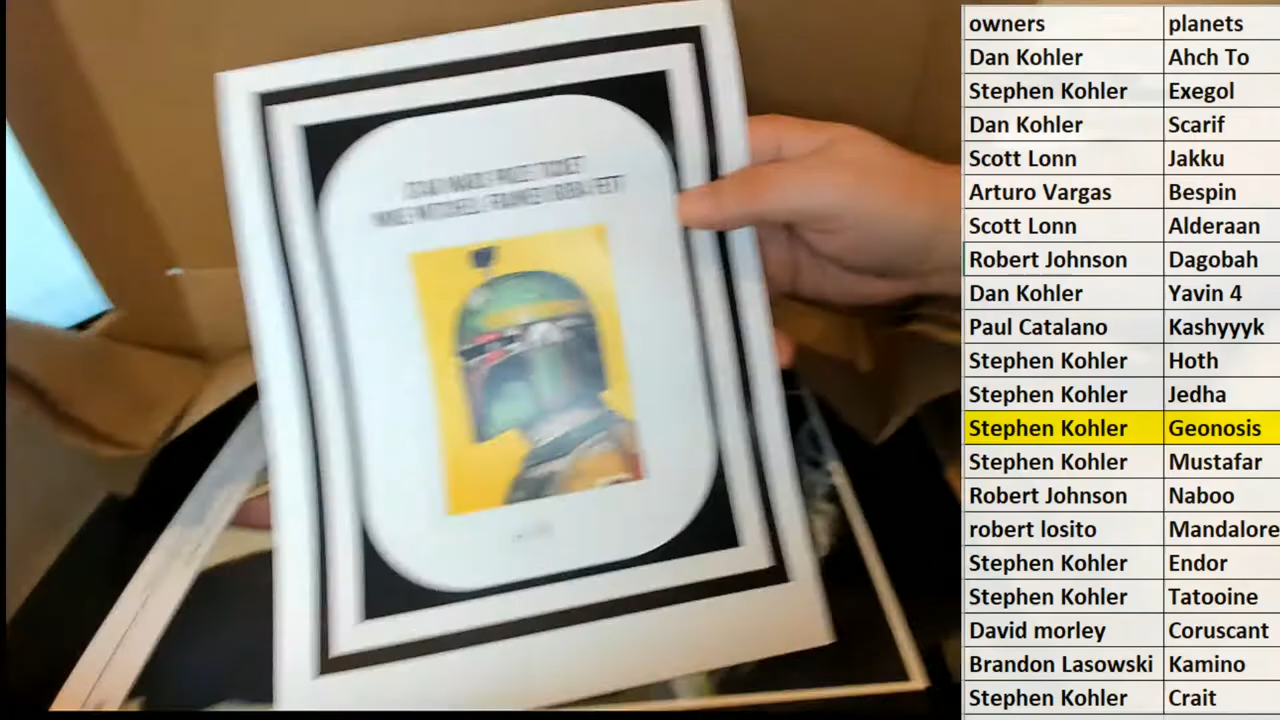 owners planets
Dan Kohler Ahch To
Stephen Kohler Exegol
Dan Kohler Scarif
Scott Lonn Jakku
Arturo Vargas Bespin
Scott Lonn Alderaan
Robert Johnson Dagobah
Dan Kohler Yavin 4
Paul Catalano Kashyyyk
Stephen Kohler Hoth
Stephen Kohler Jedha
Stephen Kohler Geonosis
Stephen Kohler Mustafar
Robert Johnson Naboo
robert losito Mandalore
Stephen Kohler Endor
Stephen Kohler Tatooine
David morley Coruscant
Brandon Lasowski Kamino
Stephen Kohler Crait